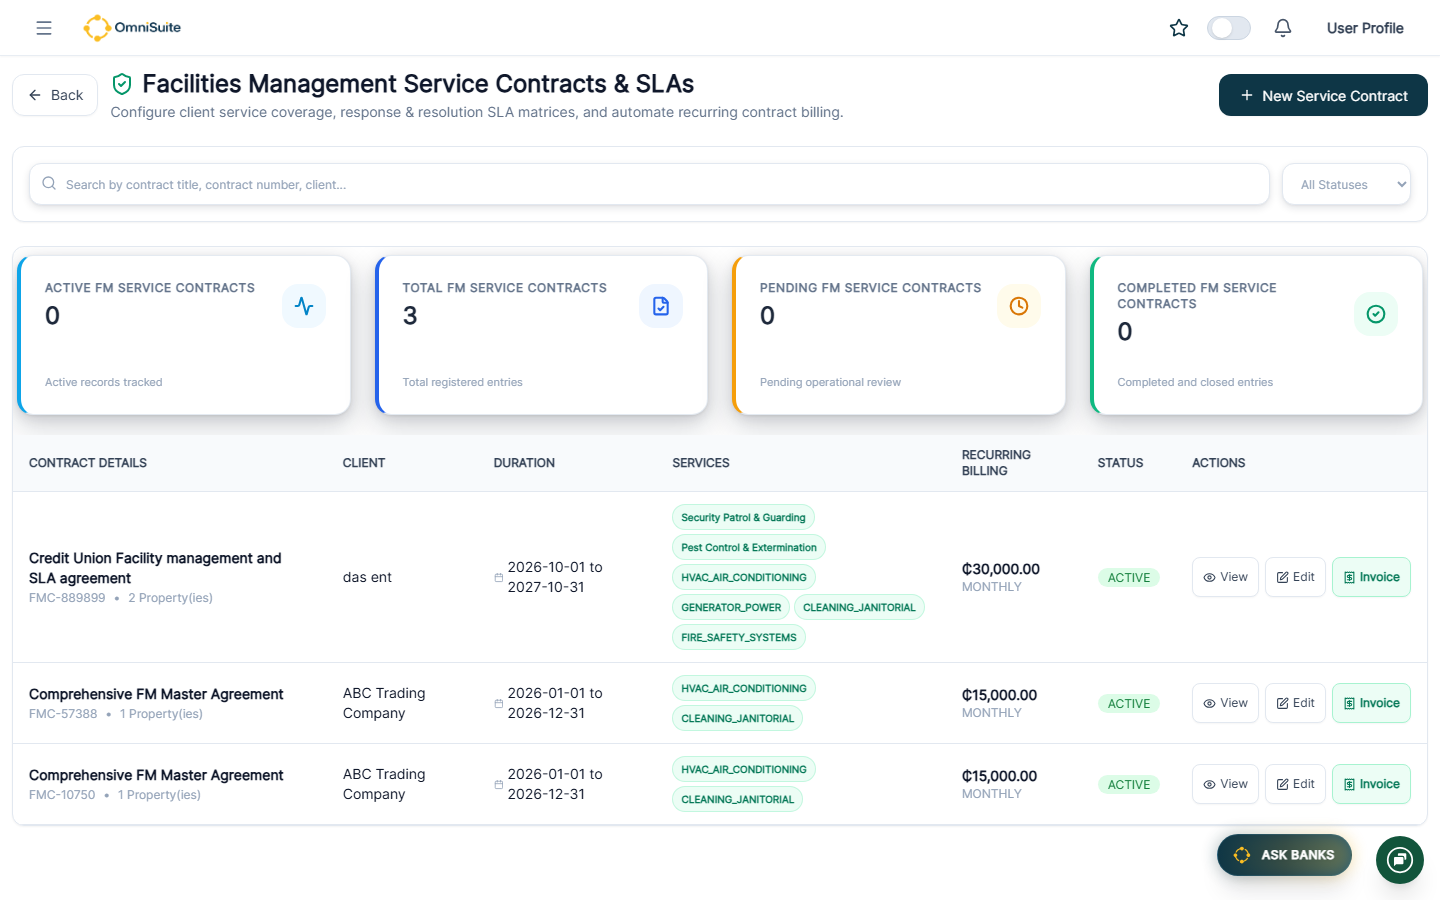 OmniSuite
User Profile
Back
Facilities Management Service Contracts & SLAs
Configure client service coverage, response & resolution SLA matrices, and automate recurring contract billing.
+ New Service Contract
Search by contract title, contract number, client...
All Statuses
ACTIVE FM SERVICE CONTRACTS
0
Active records tracked
TOTAL FM SERVICE CONTRACTS
3
Total registered entries
PENDING FM SERVICE CONTRACTS
0
Pending operational review
COMPLETED FM SERVICE
CONTRACTS
0
Completed and closed entries
CONTRACT DETAILS
CLIENT
DURATION
SERVICES
RECURRING
BILLING
STATUS
ACTIONS
Credit Union Facility management and
SLA agreement
FMC-889899 • 2 Property(ies)
das ent
2026-10-01 to
2027-10-31
Security Patrol & Guarding
Pest Control & Extermination
HVAC_AIR_CONDITIONING
GENERATOR_POWER CLEANING_JANITORIAL
FIRE_SAFETY_SYSTEMS
₵30,000.00
MONTHLY
ACTIVE
View Edit Invoice
Comprehensive FM Master Agreement
FMC-57388 • 1 Property(ies)
ABC Trading
Company
2026-01-01 to
2026-12-31
HVAC_AIR_CONDITIONING
CLEANING_JANITORIAL
₵15,000.00
MONTHLY
ACTIVE
View Edit Invoice
Comprehensive FM Master Agreement
FMC-10750 • 1 Property(ies)
ABC Trading
Company
2026-01-01 to
2026-12-31
HVAC_AIR_CONDITIONING
CLEANING_JANITORIAL
₵15,000.00
MONTHLY
ACTIVE
View Edit Invoice
ASK BANKS